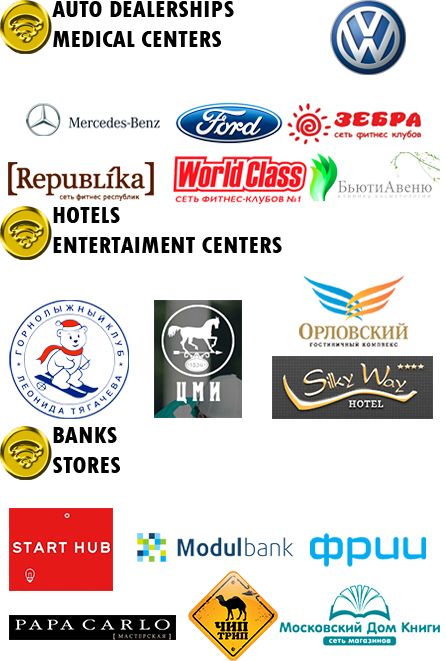 AUTO DEALERSHIPS
MEDICAL CENTERS
Mercedes-Benz
Ford
ЗЕБРА
сеть фитнес клубов
[Republika]
сеть фитнес республик
World Class
СЕТЬ ФИТНЕС-КЛУБОВ №1
БьютиАвеню
КЛИНИКА КОСМЕТОЛОГИИ
HOTELS
ENTERTAIMENT CENTERS
ГОРНОЛЫЖНЫЙ КЛУБ
ЛЕОНИДА ТЯГАЧЕВА
ЦМИ
ОРЛОВСКИЙ
ГОСТИНИЧНЫЙ КОМПЛЕКС
Silky Way
HOTEL
BANKS
STORES
START HUB
Modulbank
фрии
PAPA CARLO
[МАСТЕРСКАЯ]
ЧИП
ТРИП
Московский Дом Книги
сеть магазинов